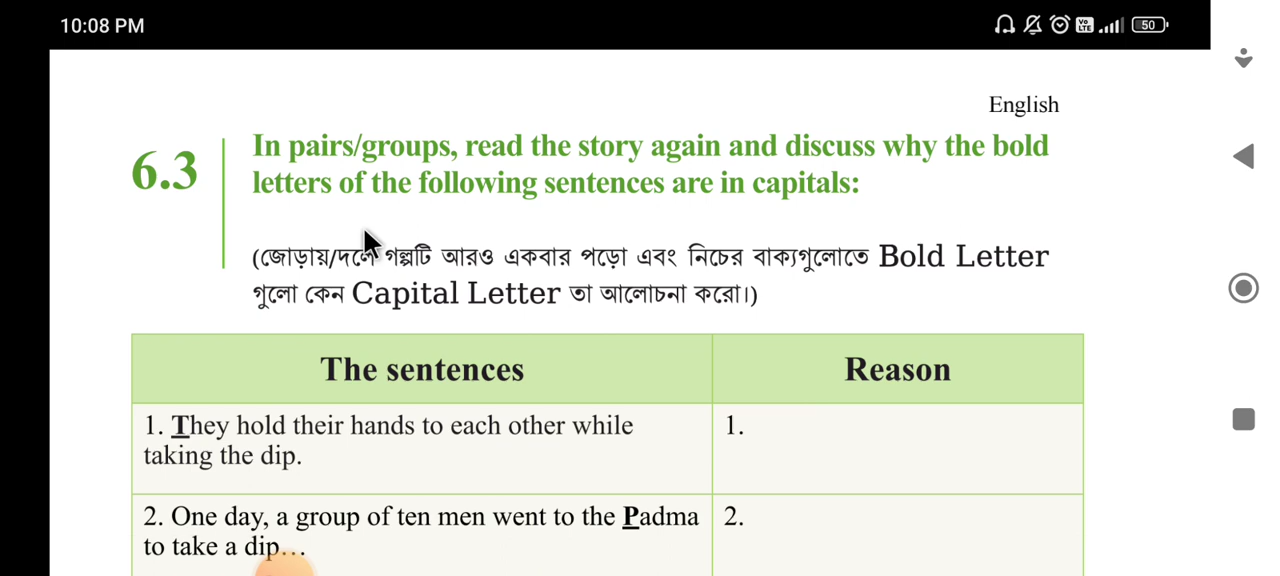 10:08 PM
VO LTE
50
English
6.3
In pairs/groups, read the story again and discuss why the bold
letters of the following sentences are in capitals:
(জোড়ায়/দলে গল্পটি আরও একবার পড়ো এবং নিচের বাক্যগুলোতে Bold Letter
গুলো কেন Capital Letter তা আলোচনা করো।)
The sentences
Reason
1. They hold their hands to each other while
taking the dip.
1.
2. One day, a group of ten men went to the Padma
to take a dip...
2.